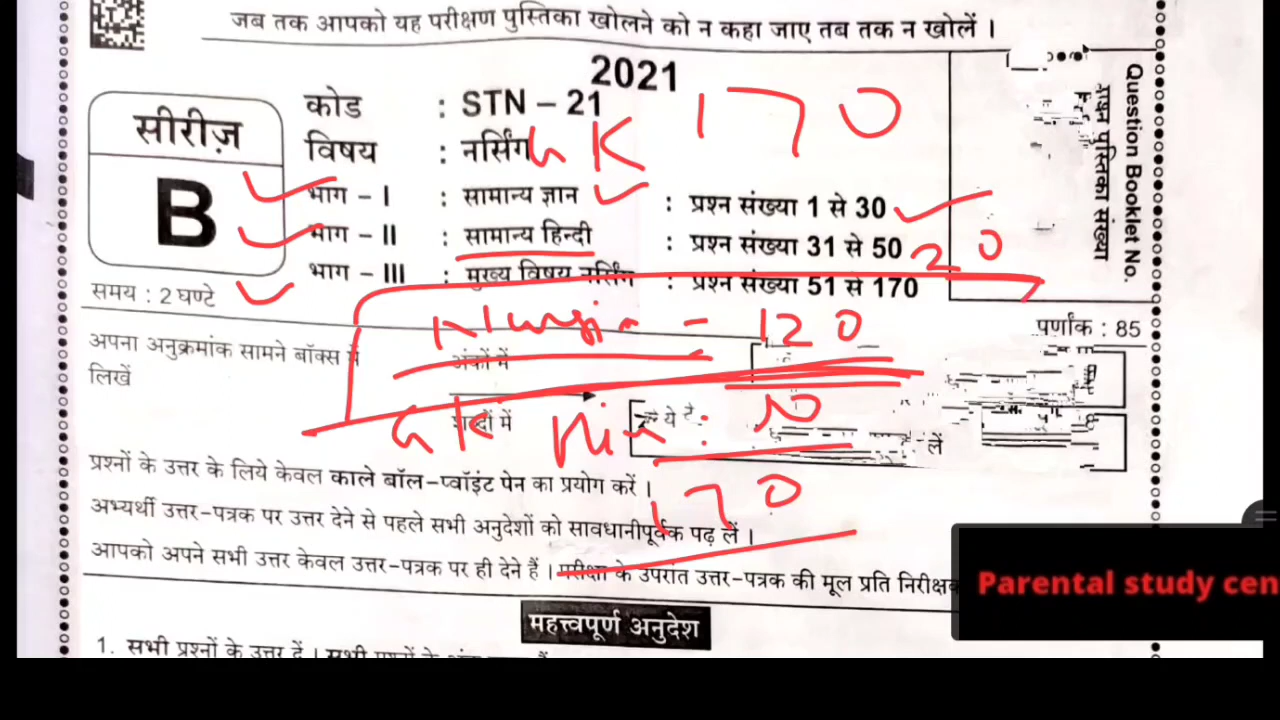 जब तक आपको यह परीक्षण पुस्तिका खोलने को न कहा जाए तब तक न खोलें ।
2021
सीरीज़
B
कोड : STN – 21
विषय : नर्सिंग
GK 170
भाग – I : सामान्य ज्ञान : प्रश्न संख्या 1 से 30
भाग – II : सामान्य हिन्दी : प्रश्न संख्या 31 से 50 20
भाग – III : मुख्य विषय नर्सिंग : प्रश्न संख्या 51 से 170
समय : 2 घण्टे
पूर्णांक : 85
Question Booklet No.
प्रश्न पुस्तिका संख्या
अपना अनुक्रमांक सामने बॉक्स में
लिखें
अंकों में
120
शब्दों में
GK
170
प्रश्नों के उत्तर के लिये केवल काले बॉल–प्वॉइंट पेन का प्रयोग करें ।
अभ्यर्थी उत्तर–पत्रक पर उत्तर देने से पहले सभी अनुदेशों को सावधानीपूर्वक पढ़ लें ।
आपको अपने सभी उत्तर केवल उत्तर–पत्रक पर ही देने हैं । परीक्षा के उपरांत उत्तर–पत्रक की मूल प्रति निरीक्षक
Parental study cen
महत्त्वपूर्ण अनुदेश
1. सभी प्रश्नों के उत्तर दें ।